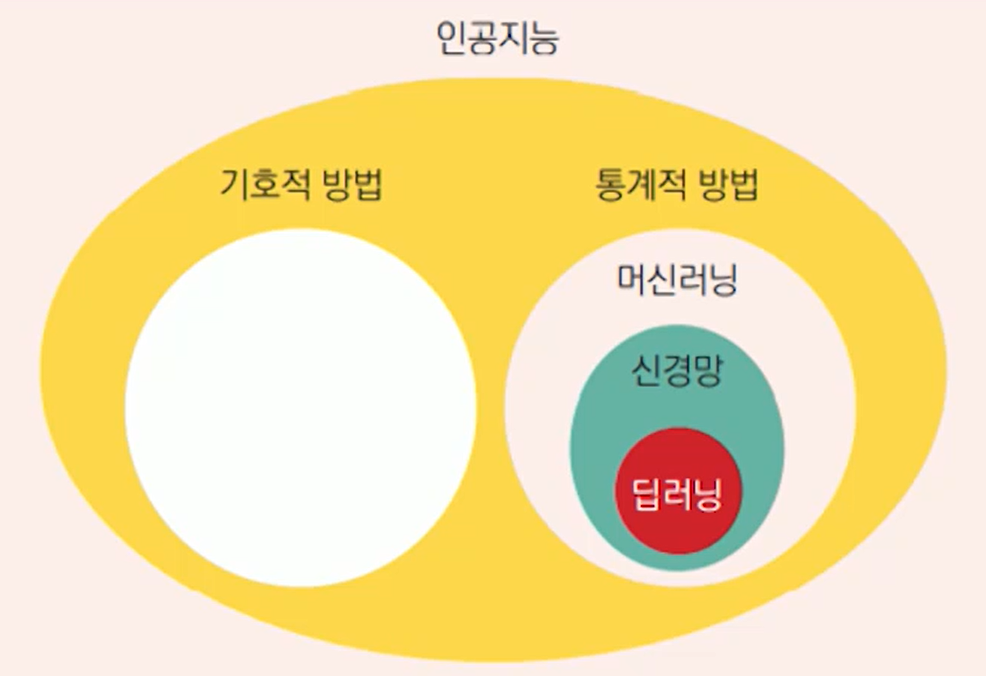 인공지능
기호적 방법
통계적 방법
머신러닝
신경망
딥러닝